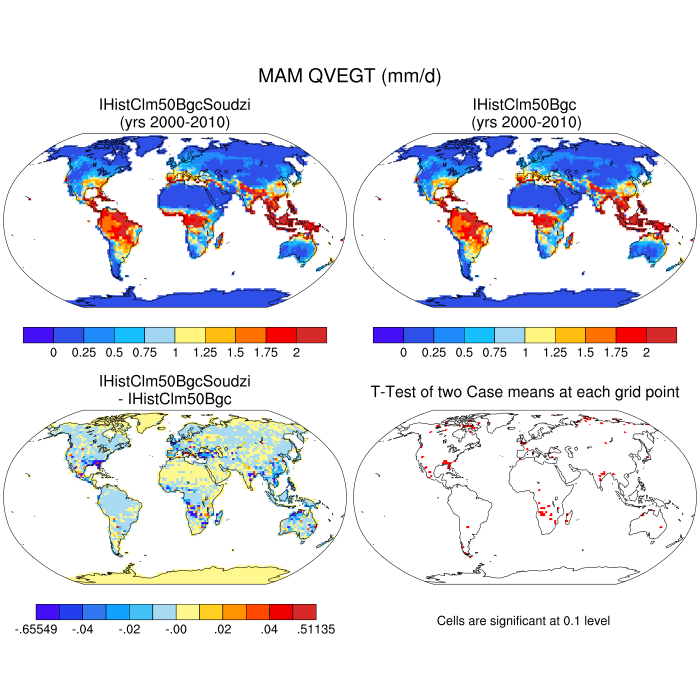 MAM QVEGT (mm/d)
IHistClm50BgcSoudzi
(yrs 2000-2010)
IHistClm50Bgc
(yrs 2000-2010)
0 0.25 0.5 0.75 1 1.25 1.5 1.75 2
0 0.25 0.5 0.75 1 1.25 1.5 1.75 2
IHistClm50BgcSoudzi
- IHistClm50Bgc
T-Test of two Case means at each grid point
-.65549 -.04 -.02 -.00 .02 .04 .51135
Cells are significant at 0.1 level